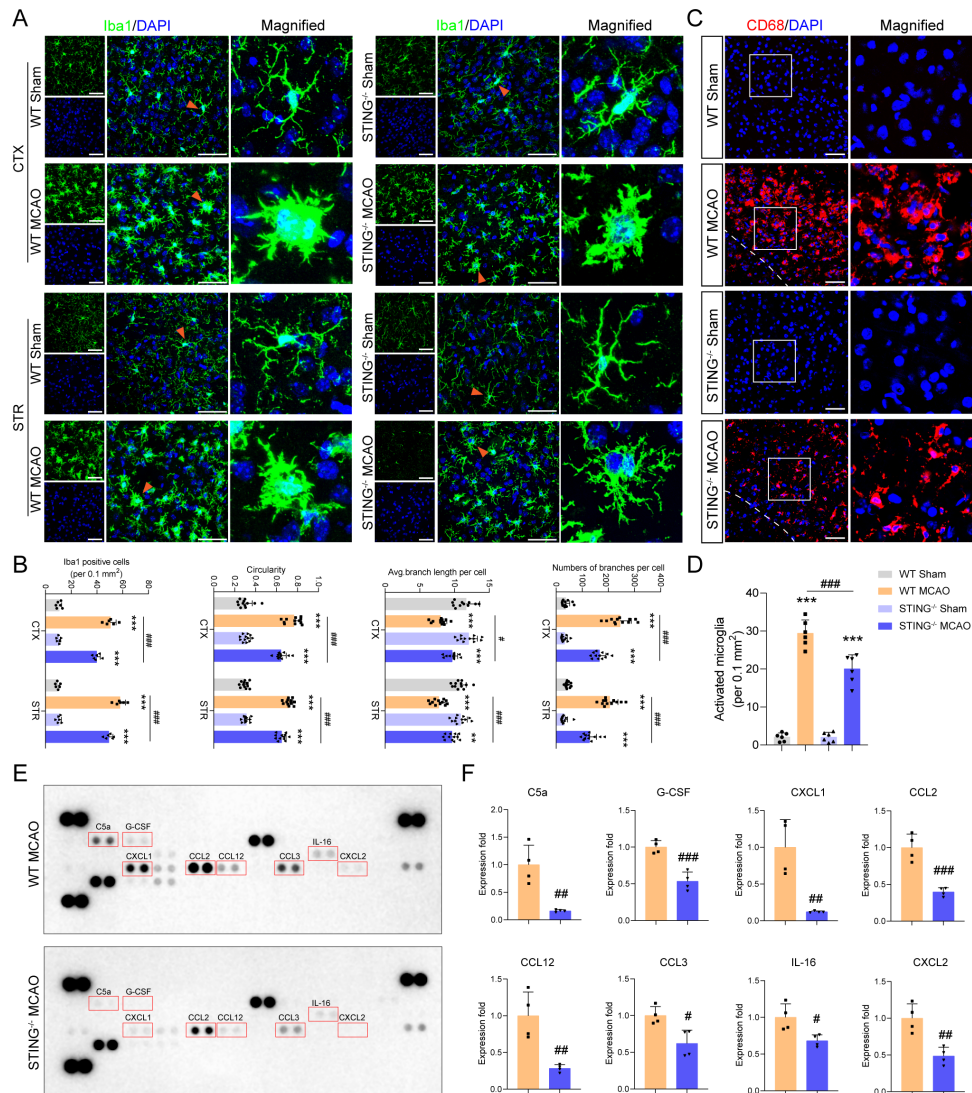 A
Iba1/DAPI Magnified Iba1/DAPI Magnified
CTX
WT Sham
STING-/- Sham
WT MCAO
STING-/- MCAO
STR
WT Sham
STING-/- Sham
WT MCAO
STING-/- MCAO
C
CD68/DAPI Magnified
WT Sham
WT MCAO
STING-/- Sham
STING-/- MCAO
B
Iba1 positive cells
(per 0.1 mm²)
0 20 40 60 80
CTX
***
###
***
STR
***
###
***
Circularity
0.0 0.2 0.4 0.6 0.8 1.0
CTX
***
###
***
STR
***
###
***
Avg.branch length per cell
0 5 10 15
CTX
***
#
***
STR
***
**
Numbers of branches per cell
0 100 200 300 400
CTX
***
###
***
STR
***
###
***
WT Sham
WT MCAO
STING-/- Sham
STING-/- MCAO
D
Activated microglia
(per 0.1 mm²)
40
30
20
10
0
###
***
***
E
WT MCAO
C5a G-CSF
CXCL1 CCL2 CCL12 CCL3 IL-16 CXCL2
STING-/- MCAO
C5a G-CSF
CXCL1 CCL2 CCL12 CCL3 IL-16 CXCL2
F
C5a
Expression fold
2.0
1.5
1.0
0.5
0.0
##
G-CSF
Expression fold
1.5
1.0
0.5
0.0
###
CXCL1
Expression fold
1.5
1.0
0.5
0.0
##
CCL2
Expression fold
1.5
1.0
0.5
0.0
###
CCL12
Expression fold
1.5
1.0
0.5
0.0
##
CCL3
Expression fold
1.5
1.0
0.5
0.0
#
IL-16
Expression fold
1.5
1.0
0.5
0.0
#
CXCL2
Expression fold
1.5
1.0
0.5
0.0
##